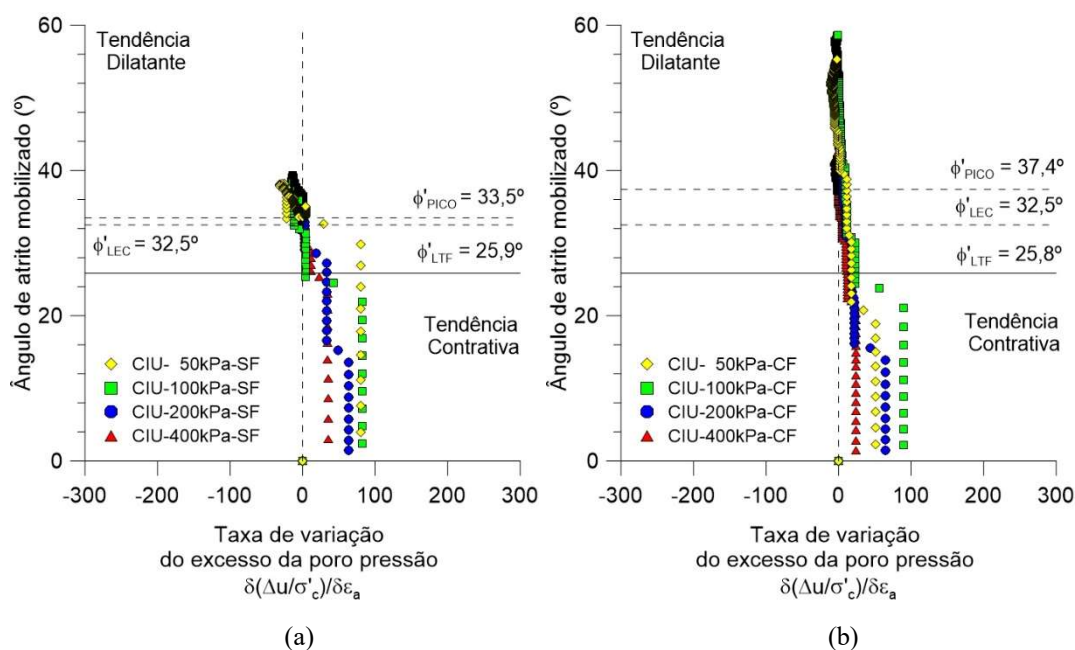 60
Tendência
Dilatante
40
ϕ'PICO = 33,5º
ϕ'LEC = 32,5º
ϕ'LTF = 25,9º
20
Tendência
Contrativa
CIU- 50kPa-SF
CIU-100kPa-SF
CIU-200kPa-SF
CIU-400kPa-SF
0
Ângulo de atrito mobilizado (º)
-300 -200 -100 0 100 200 300
Taxa de variação
do excesso da poro pressão
δ(Δu/σ'c)/δεa
(a)
60
Tendência
Dilatante
40
ϕ'PICO = 37,4º
ϕ'LEC = 32,5º
ϕ'LTF = 25,8º
20
Tendência
Contrativa
CIU- 50kPa-CF
CIU-100kPa-CF
CIU-200kPa-CF
CIU-400kPa-CF
0
Ângulo de atrito mobilizado (º)
-300 -200 -100 0 100 200 300
Taxa de variação
do excesso da poro pressão
δ(Δu/σ'c)/δεa
(b)